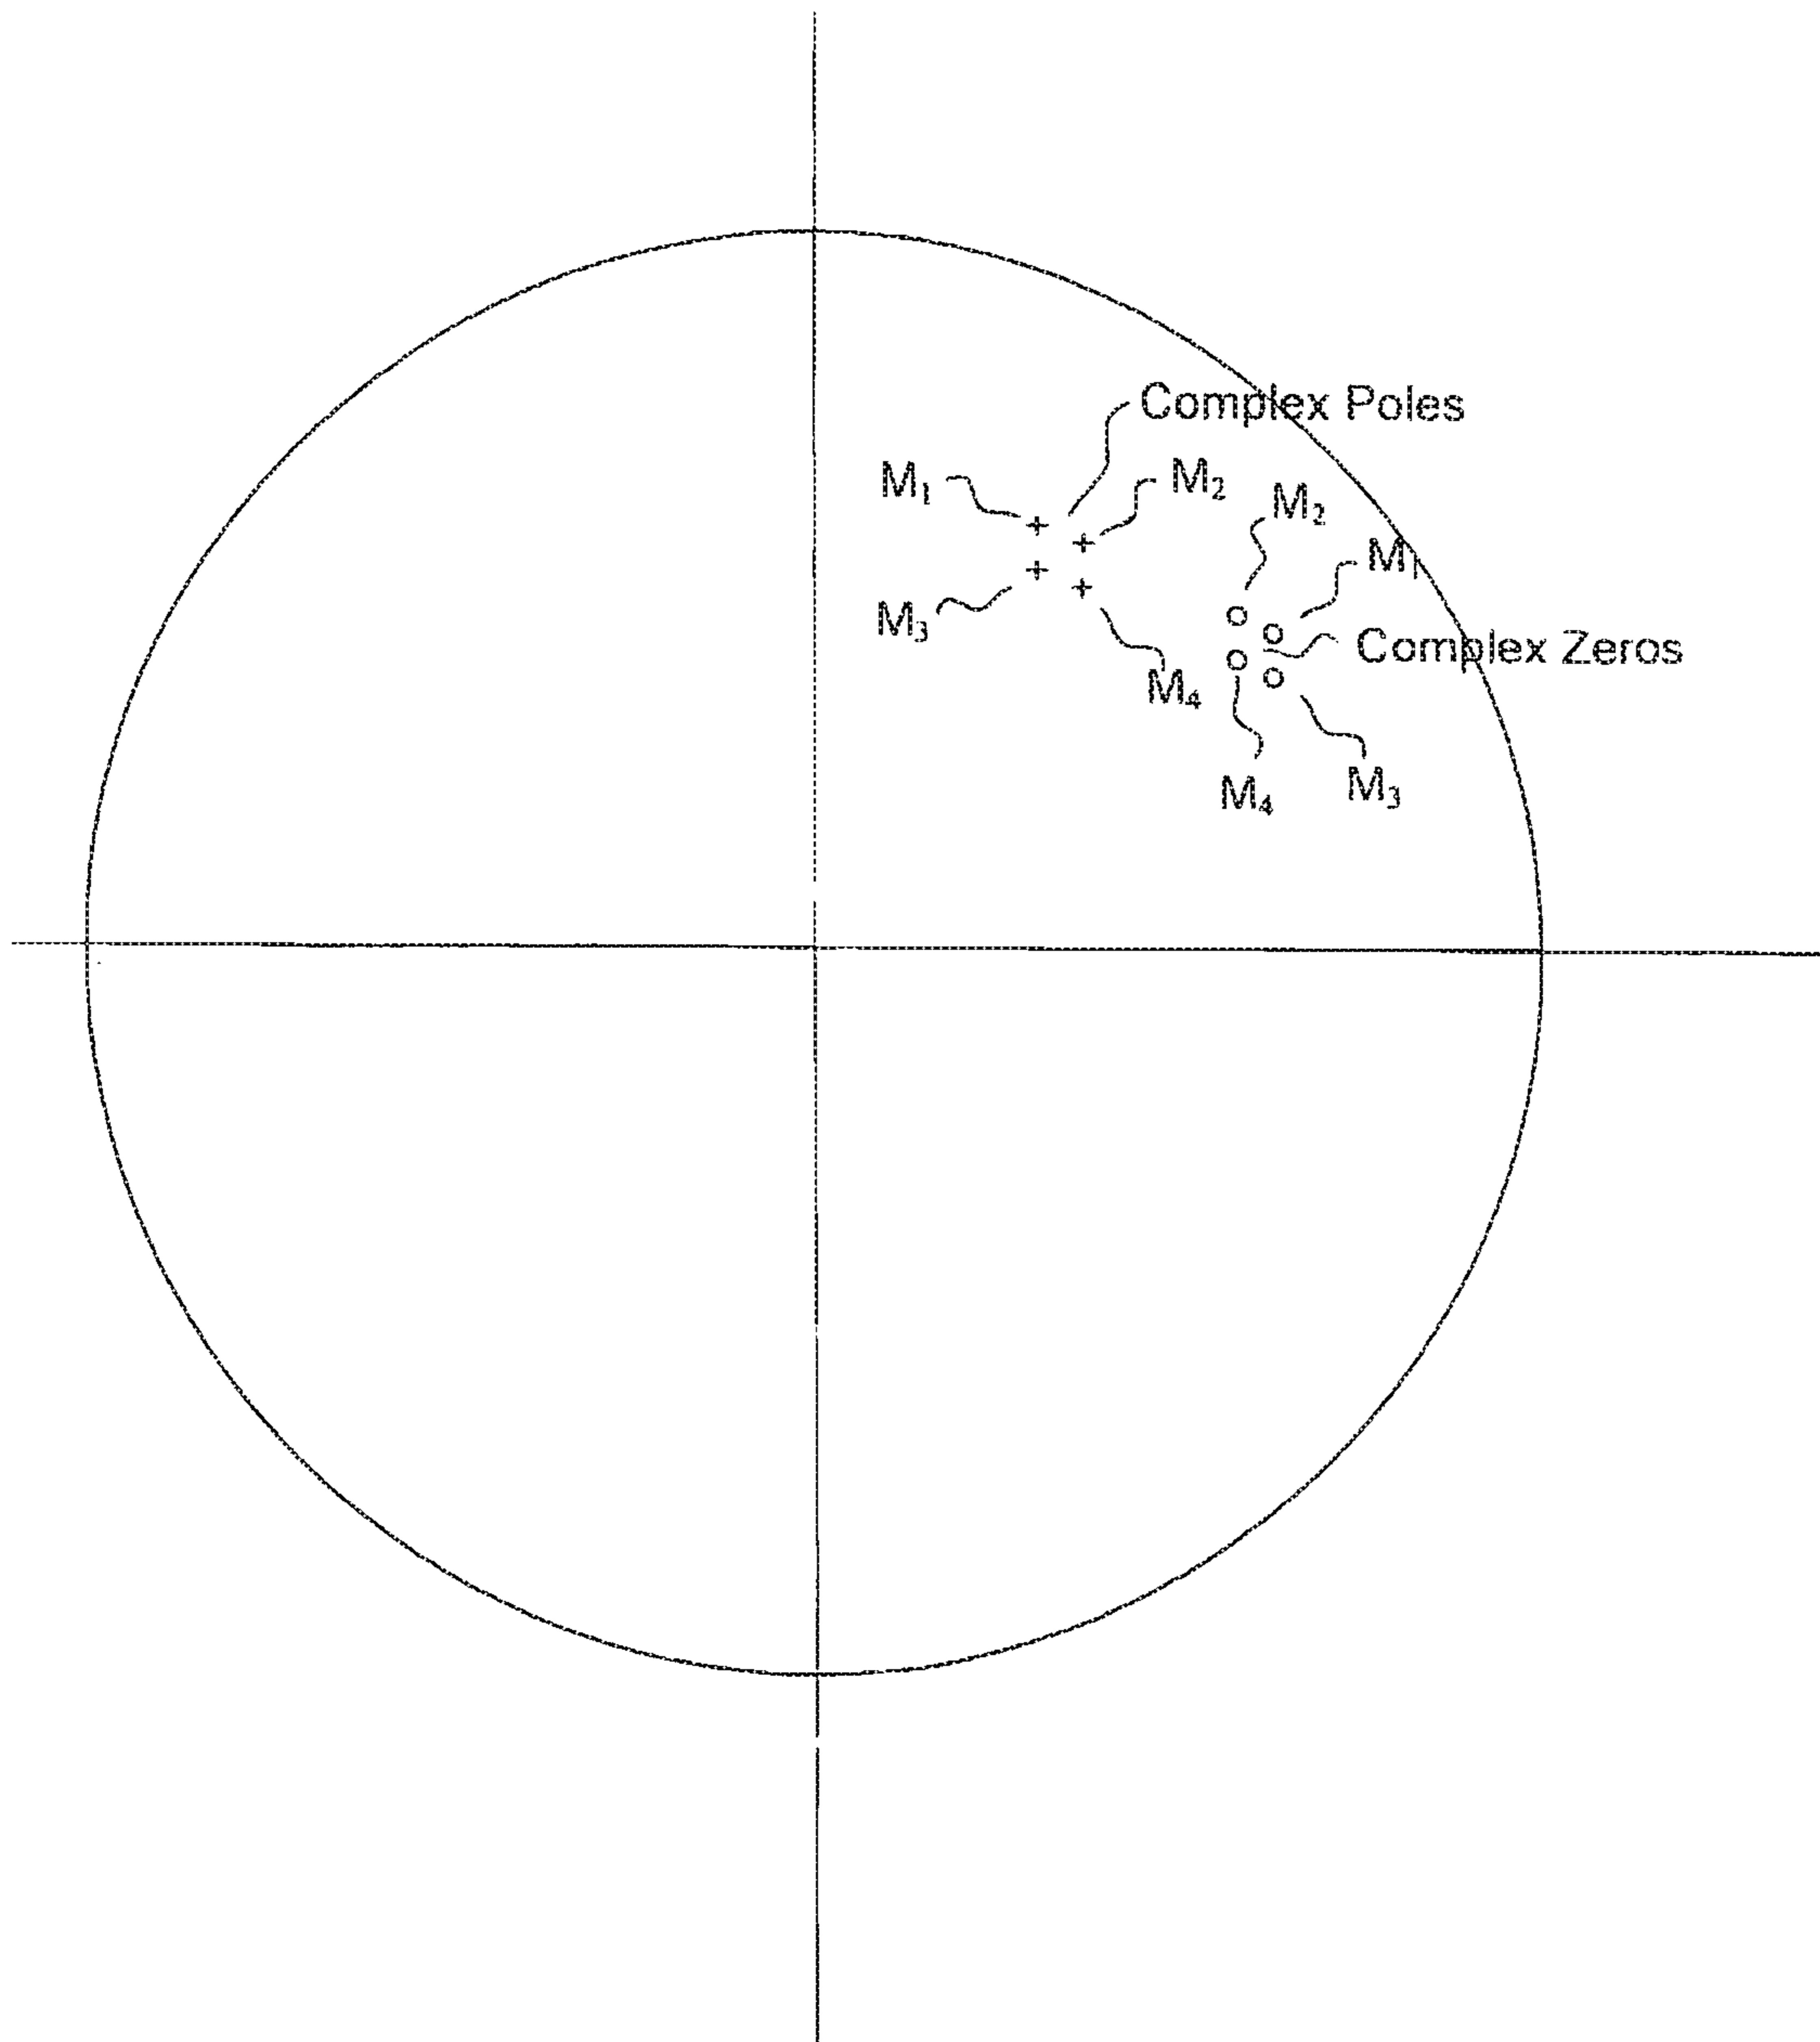 Complex Poles
M₁
M₂
M₂
M₁
M₃
Complex Zeros
M₄
M₄
M₃